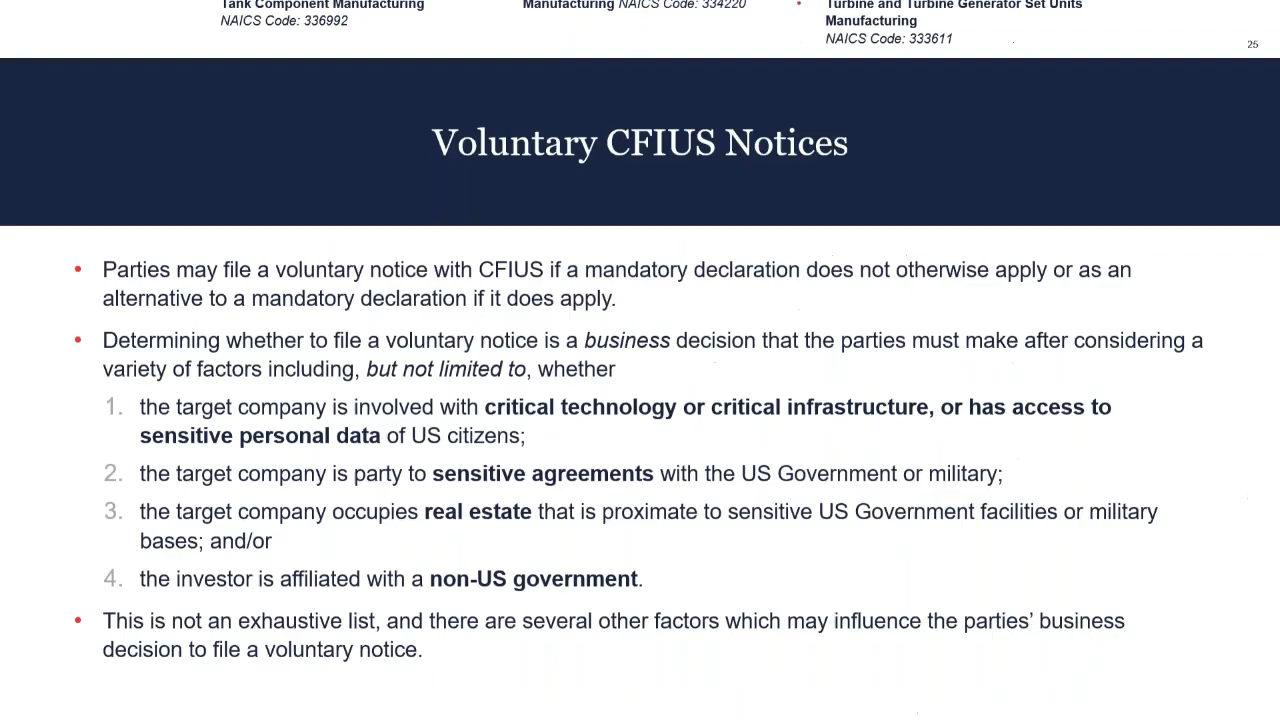 Tank Component Manufacturing
NAICS Code: 336992
Manufacturing NAICS Code: 334220
• Turbine and Turbine Generator Set Units
Manufacturing
NAICS Code: 333611
25
Voluntary CFIUS Notices
• Parties may file a voluntary notice with CFIUS if a mandatory declaration does not otherwise apply or as an
alternative to a mandatory declaration if it does apply.
• Determining whether to file a voluntary notice is a business decision that the parties must make after considering a
variety of factors including, but not limited to, whether
1. the target company is involved with critical technology or critical infrastructure, or has access to
sensitive personal data of US citizens;
2. the target company is party to sensitive agreements with the US Government or military;
3. the target company occupies real estate that is proximate to sensitive US Government facilities or military
bases; and/or
4. the investor is affiliated with a non-US government.
• This is not an exhaustive list, and there are several other factors which may influence the parties’ business
decision to file a voluntary notice.